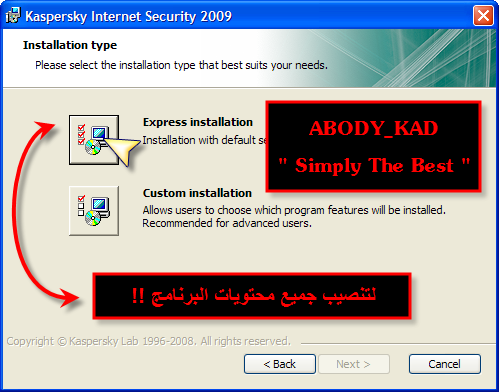 Kaspersky Internet Security 2009
Installation type
Please select the installation type that best suits your needs.
Express installation
Installation with default
ABODY_KAD
" Simply The Best "
Custom installation
Allows users to choose which program features will be installed.
Recommended for advanced users.
لتنصيب جميع محتويات البرنامج !!
Copyright © Kaspersky Lab 1996-2008. All rights reserved.
< Back
Next >
Cancel